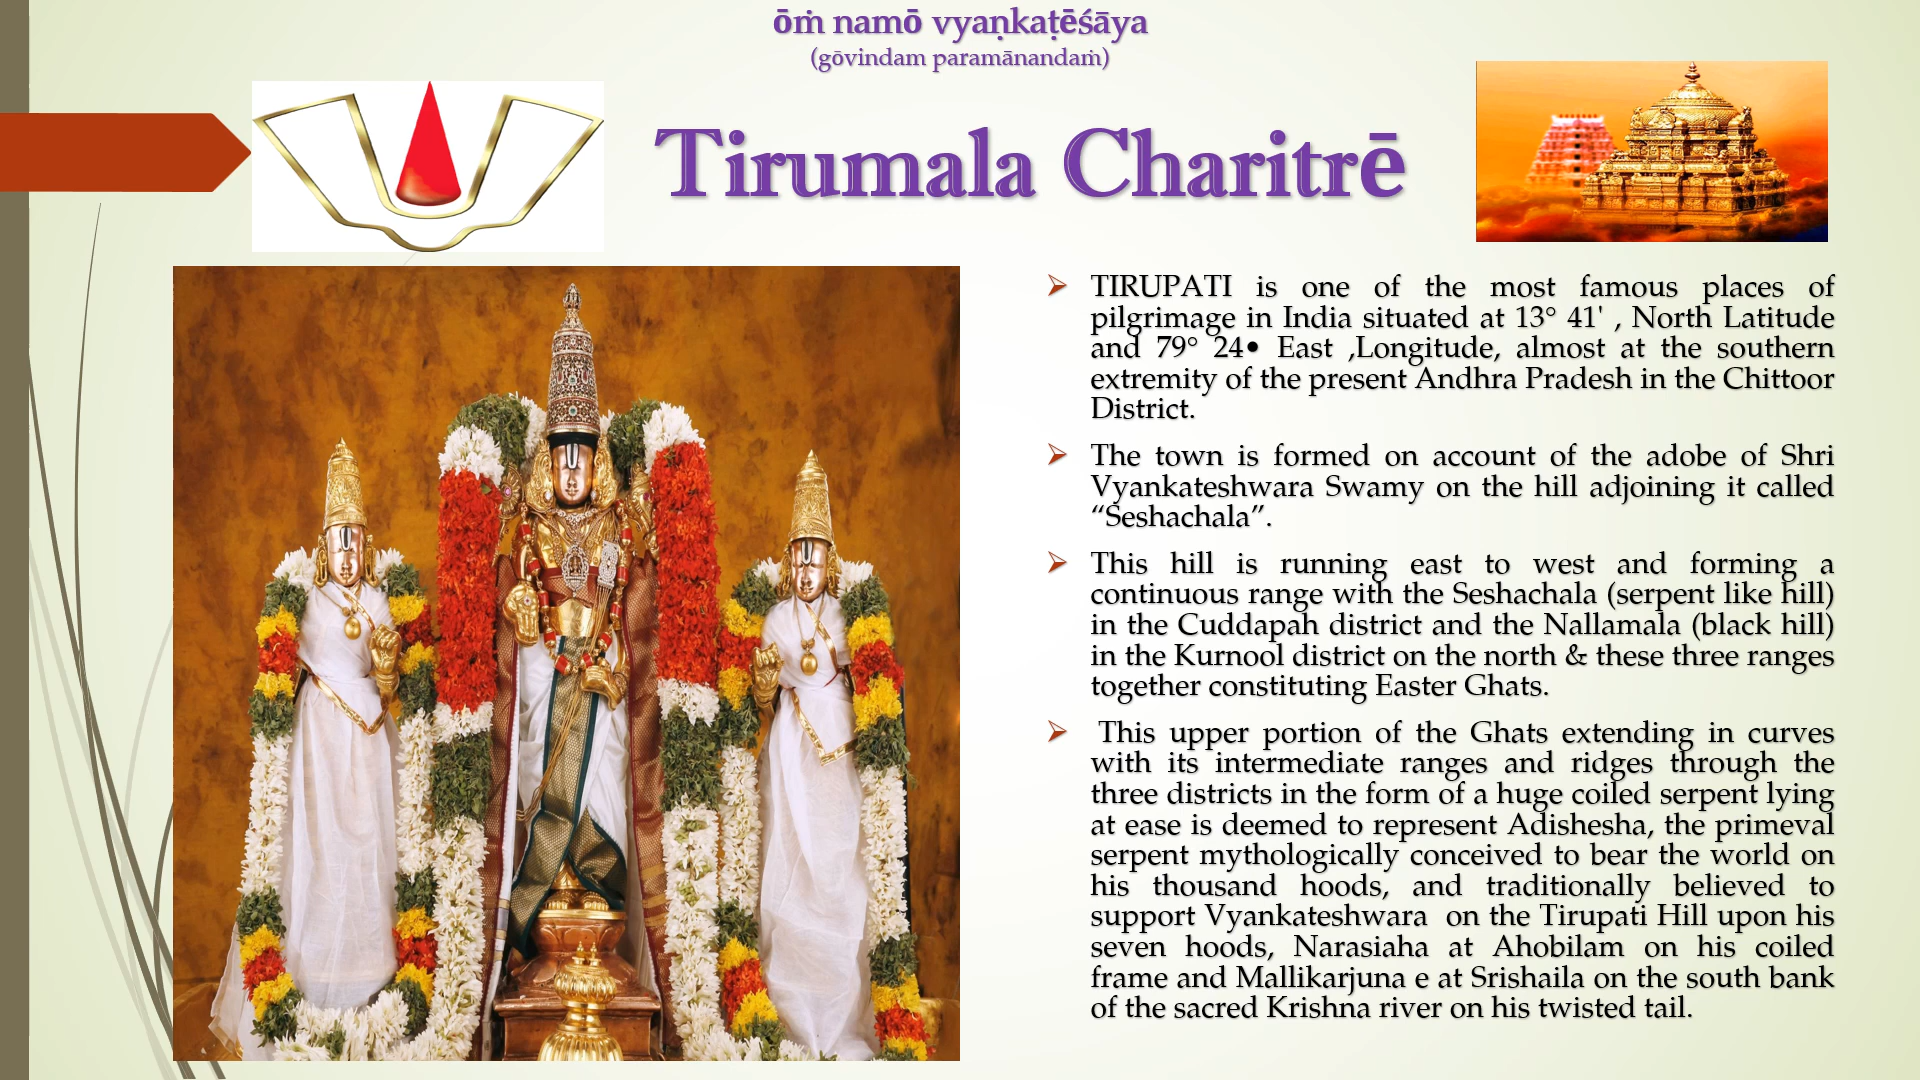 ōṁ namō vyaṇkaṭēśāya
(gōvindam paramānandaṁ)
Tirumala Charitrē
TIRUPATI is one of the most famous places of
pilgrimage in India situated at 13° 41' , North Latitude
and 79° 24• East ,Longitude, almost at the southern
extremity of the present Andhra Pradesh in the Chittoor
District.
The town is formed on account of the adobe of Shri
Vyankateshwara Swamy on the hill adjoining it called
“Seshachala”.
This hill is running east to west and forming a
continuous range with the Seshachala (serpent like hill)
in the Cuddapah district and the Nallamala (black hill)
in the Kurnool district on the north & these three ranges
together constituting Easter Ghats.
This upper portion of the Ghats extending in curves
with its intermediate ranges and ridges through the
three districts in the form of a huge coiled serpent lying
at ease is deemed to represent Adishesha, the primeval
serpent mythologically conceived to bear the world on
his thousand hoods, and traditionally believed to
support Vyankateshwara on the Tirupati Hill upon his
seven hoods, Narasiaha at Ahobilam on his coiled
frame and Mallikarjuna e at Srishaila on the south bank
of the sacred Krishna river on his twisted tail.